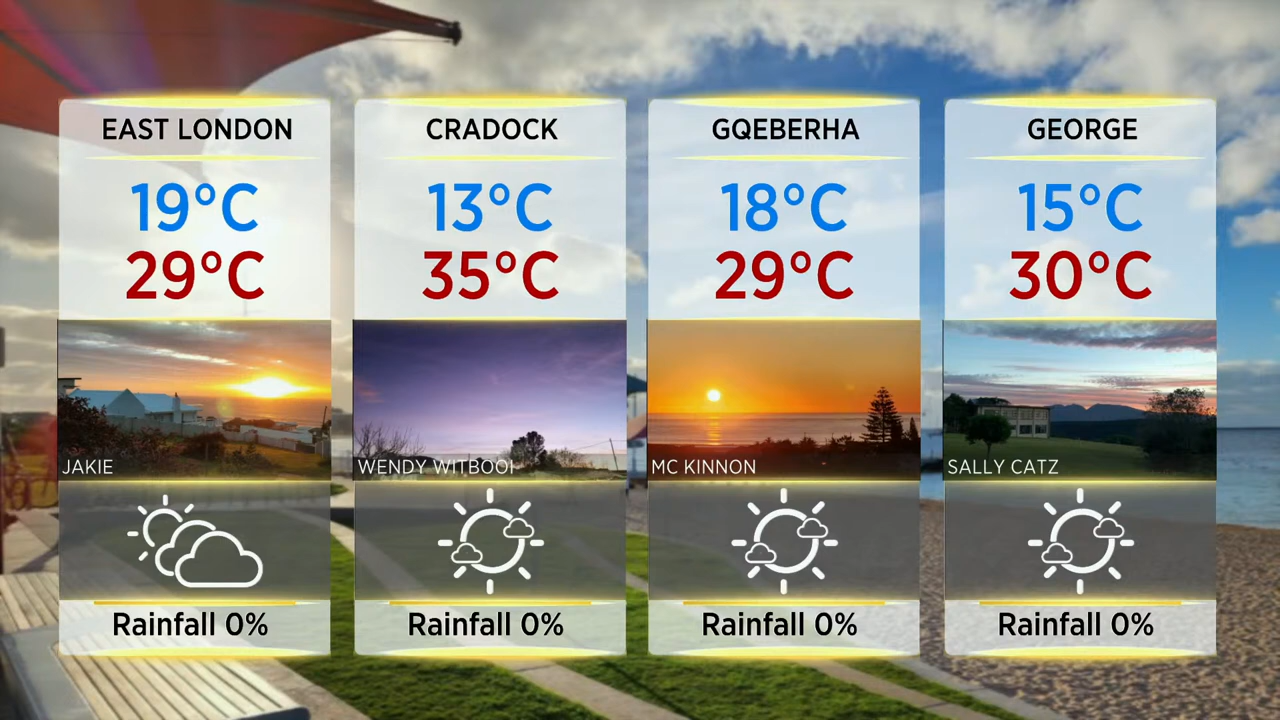 EAST LONDON
19°C
29°C
JAKIE
Rainfall 0%
CRADOCK
13°C
35°C
WENDY WITBOOI
Rainfall 0%
GQEBERHA
18°C
29°C
MC KINNON
Rainfall 0%
GEORGE
15°C
30°C
SALLY CATZ
Rainfall 0%